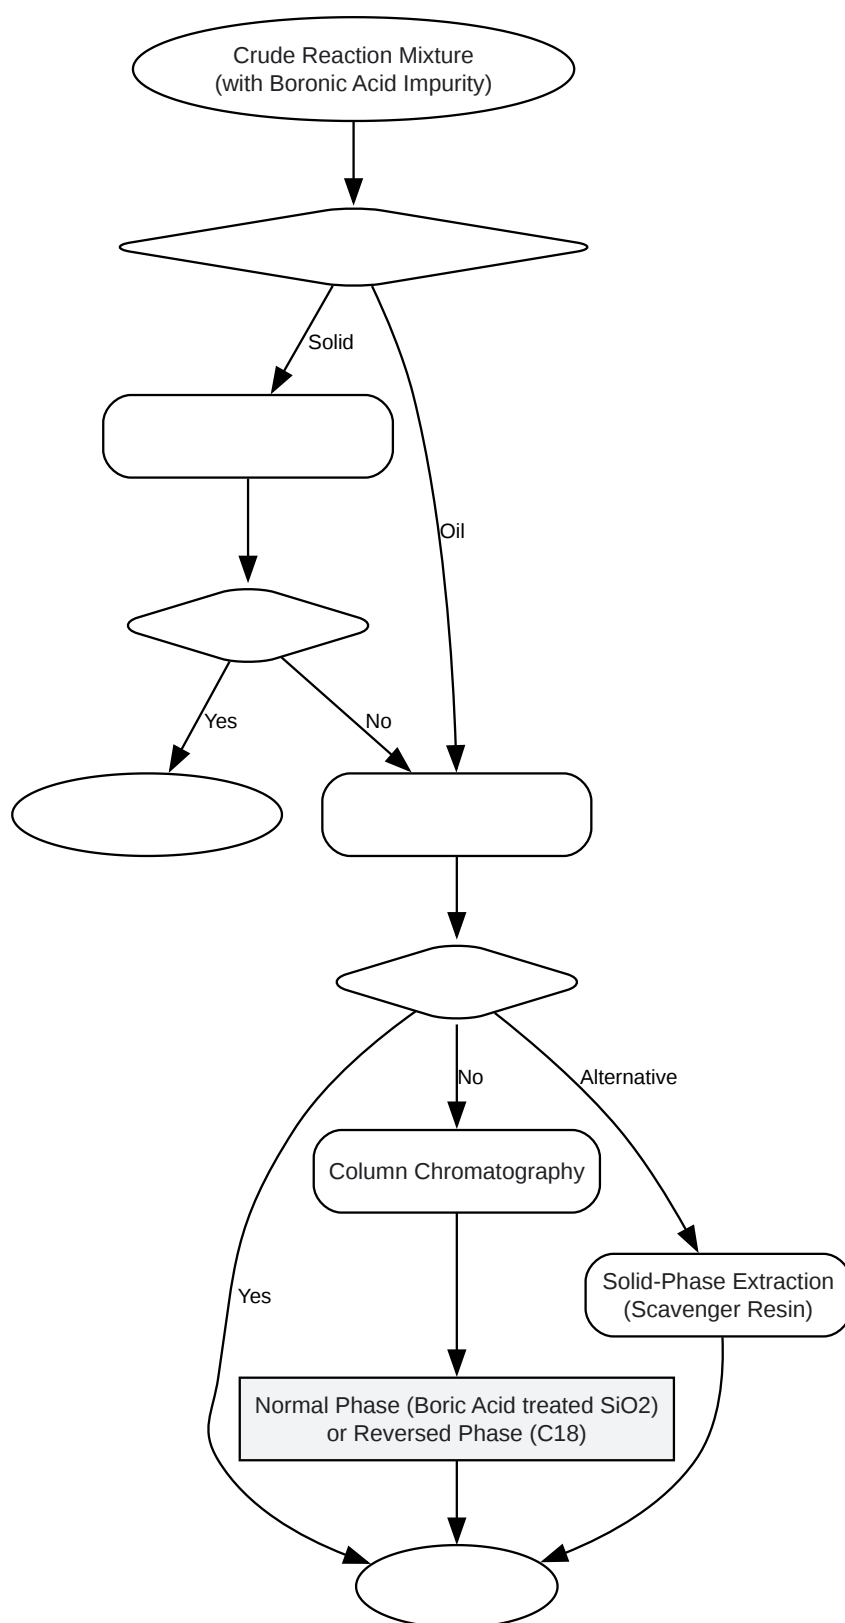 Crude Reaction Mixture
(with Boronic Acid Impurity)
Solid
Oil
Yes
No
No
Alternative
Column Chromatography
Solid-Phase Extraction
(Scavenger Resin)
Yes
Normal Phase (Boric Acid treated SiO2)
or Reversed Phase (C18)